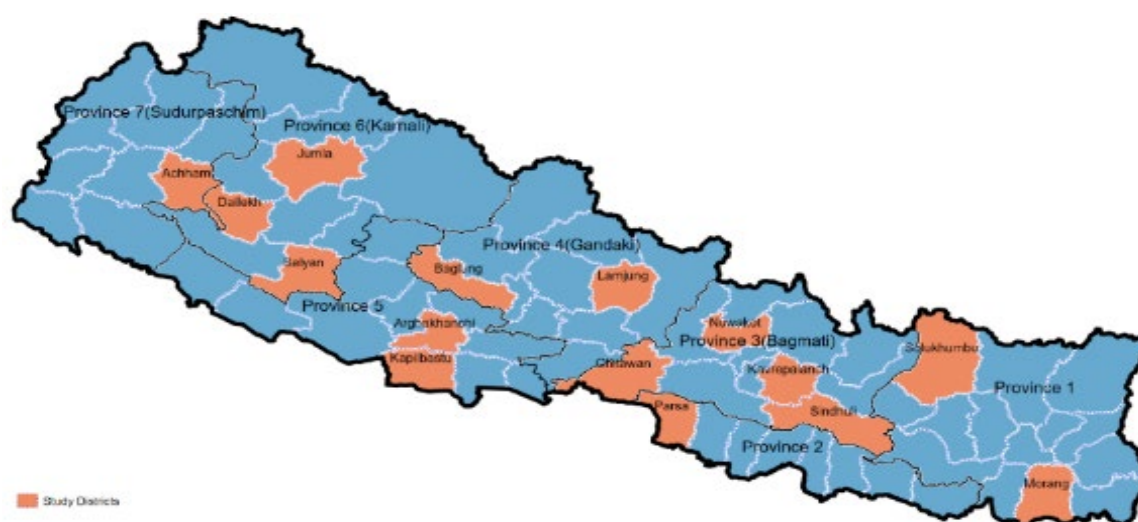 Province 7(Sudurpaschim)
Province 6(Karnali)
Jumla
Achham
Dailekh
Province 4(Gandaki)
Salyan
Baglung
Lamjung
Province 5
Arghakhanchi
Nuwakot
Province 3(Bagmati)
Solukhumbu
Kapilbastu
Chitawan
Kavrepalanch
Province 1
Parsa
Sindhuli
Province 2
Morang
Study Districts